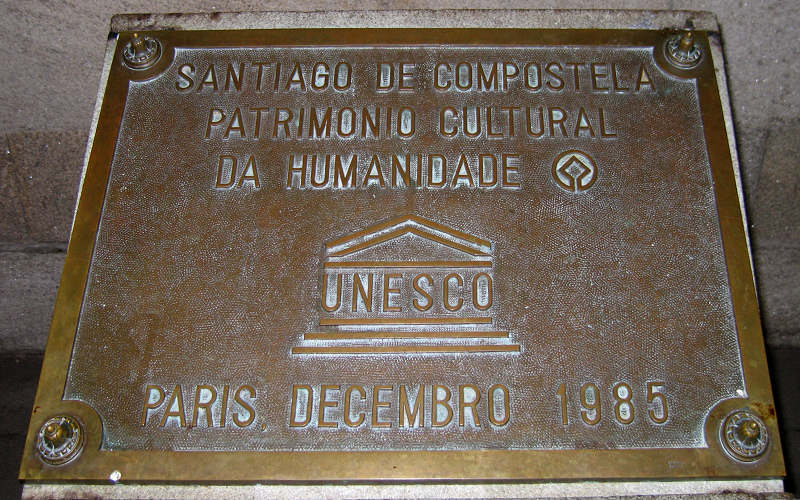 SANTIAGO DE COMPOSTELA
PATRIMONIO CULTURAL
DA HUMANIDADE
UNESCO
PARIS DECEMBRO 1985